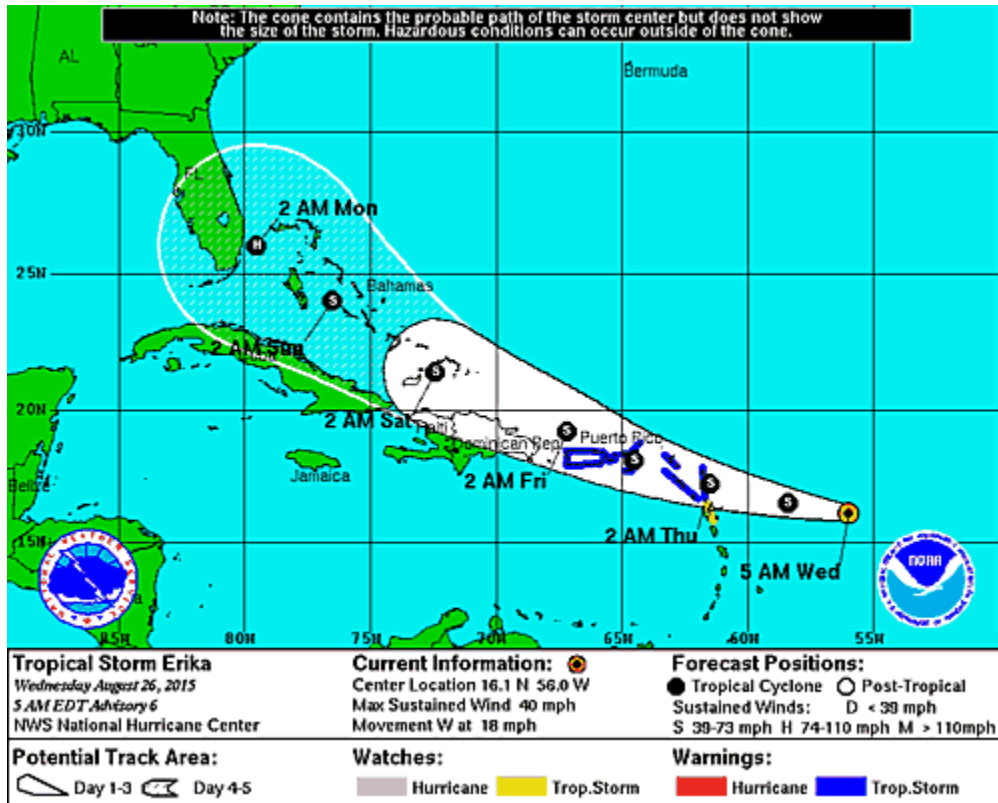 Note: The cone contains the probable path of the storm center but does not show
the size of the storm. Hazardous conditions can occur outside of the cone.
AL
GA
Bermuda
30N
FL
2 AM Mon
H
25N
Bahamas
S
2 AM Sun
S
20N
2 AM Sat
Haiti
S
Dominican Rep
Puerto Rico
S
Jamaica
2 AM Fri
S
S
Belize
2 AM Thu
15N
5 AM Wed
NOAA
85W
80W
75W
70W
65W
60W
55W
Tropical Storm Erika
Wednesday August 26, 2015
5 AM EDT Advisory 6
NWS National Hurricane Center
Current Information:
Center Location 16.1 N 56.0 W
Max Sustained Wind 40 mph
Movement W at 18 mph
Forecast Positions:
Tropical Cyclone Post-Tropical
Sustained Winds: D < 39 mph
S 39-73 mph H 74-110 mph M > 110mph
Potential Track Area:
Day 1-3 Day 4-5
Watches:
Hurricane Trop.Storm
Warnings:
Hurricane Trop.Storm